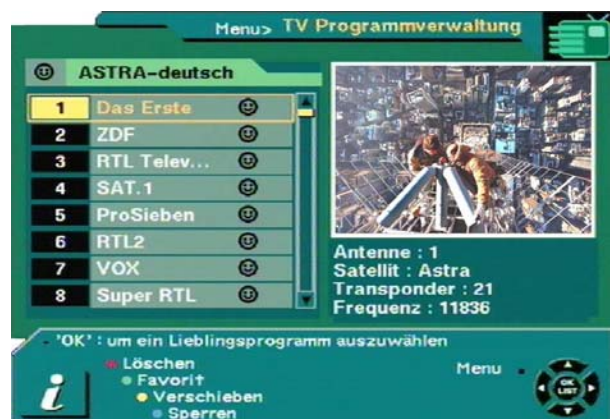 Menu> TV Programmverwaltung
ASTRA-deutsch
1 Das Erste
2 ZDF
3 RTL Telev...
4 SAT.1
5 ProSieben
6 RTL2
7 VOX
8 Super RTL
Antenne : 1
Satellit : Astra
Transponder : 21
Frequenz : 11836
'OK' : um ein Lieblingsprogramm auszuwählen
Löschen
Favorit
Verschieben
Sperren
i
Menu
OK
LIST